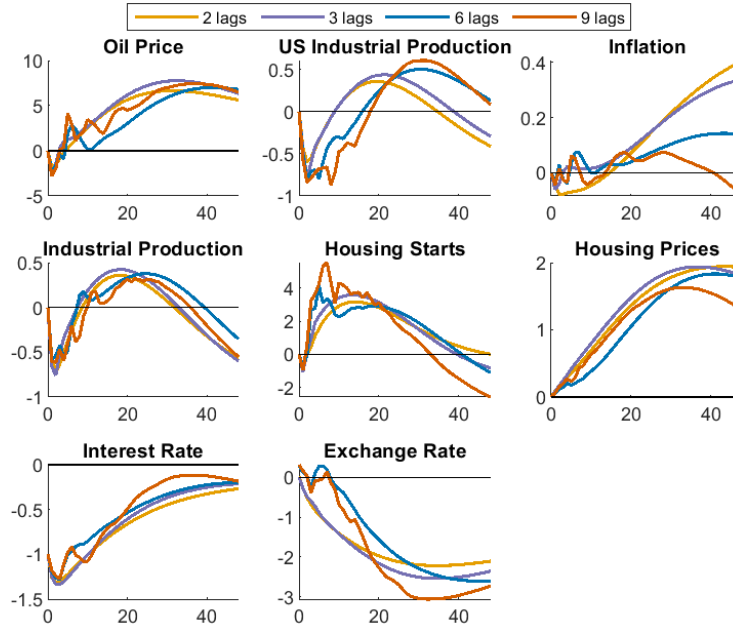 2 lags 3 lags 6 lags 9 lags
Oil Price US Industrial Production Inflation
10
5
0
-5
0 20 40
0.5
0
-0.5
-1
0 20 40
0.4
0.2
0
0 20 40
Industrial Production Housing Starts Housing Prices
0.5
0
-0.5
-1
0 20 40
4
2
0
-2
0 20 40
2
1
0
0 20 40
Interest Rate Exchange Rate
0
-0.5
-1
-1.5
0 20 40
0
-1
-2
-3
0 20 40